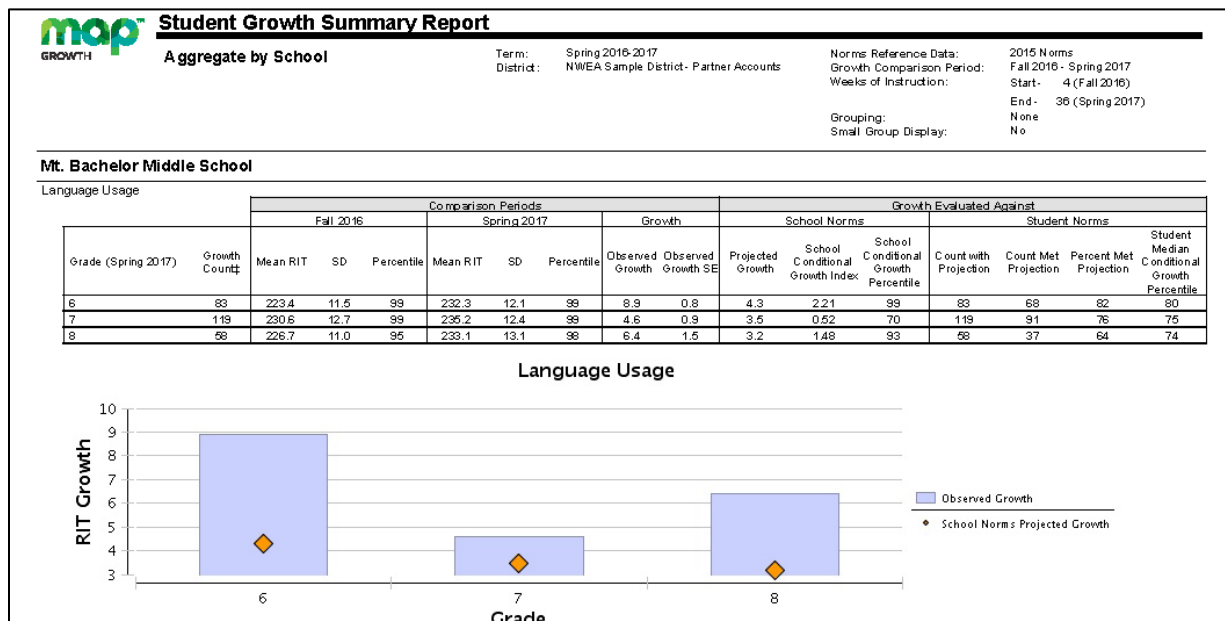 map™ Student Growth Summary Report
GROWTH
Aggregate by School
Term: Spring 2016-2017
District: NWEA Sample District - Partner Accounts
Norms Reference Data: 2015 Norms
Growth Comparison Period: Fall 2016 - Spring 2017
Weeks of Instruction: Start- 4 (Fall 2016)
End- 36 (Spring 2017)
Grouping: None
Small Group Display: No
Mt. Bachelor Middle School
Language Usage
Comparison Periods Growth Evaluated Against
Fall 2016 Spring 2017 Growth School Norms Student Norms
Grade (Spring 2017) Growth Count‡ Mean RIT SD Percentile Mean RIT SD Percentile Observed Growth Observed Growth SE Projected Growth School Conditional Growth Index School Conditional Growth Percentile Count with Projection Count Met Projection Percent Met Projection Student Median Conditional Growth Percentile
6 83 223.4 11.5 99 232.3 12.1 99 8.9 0.8 4.3 2.21 99 83 68 82 80
7 119 230.6 12.7 99 235.2 12.4 99 4.6 0.9 3.5 0.52 70 119 91 76 75
8 58 226.7 11.0 95 233.1 13.1 98 6.4 1.5 3.2 1.48 93 58 37 64 74
Language Usage
RIT Growth
10
9
8
7
6
5
4
3
6 7 8
Grade
Observed Growth
School Norms Projected Growth